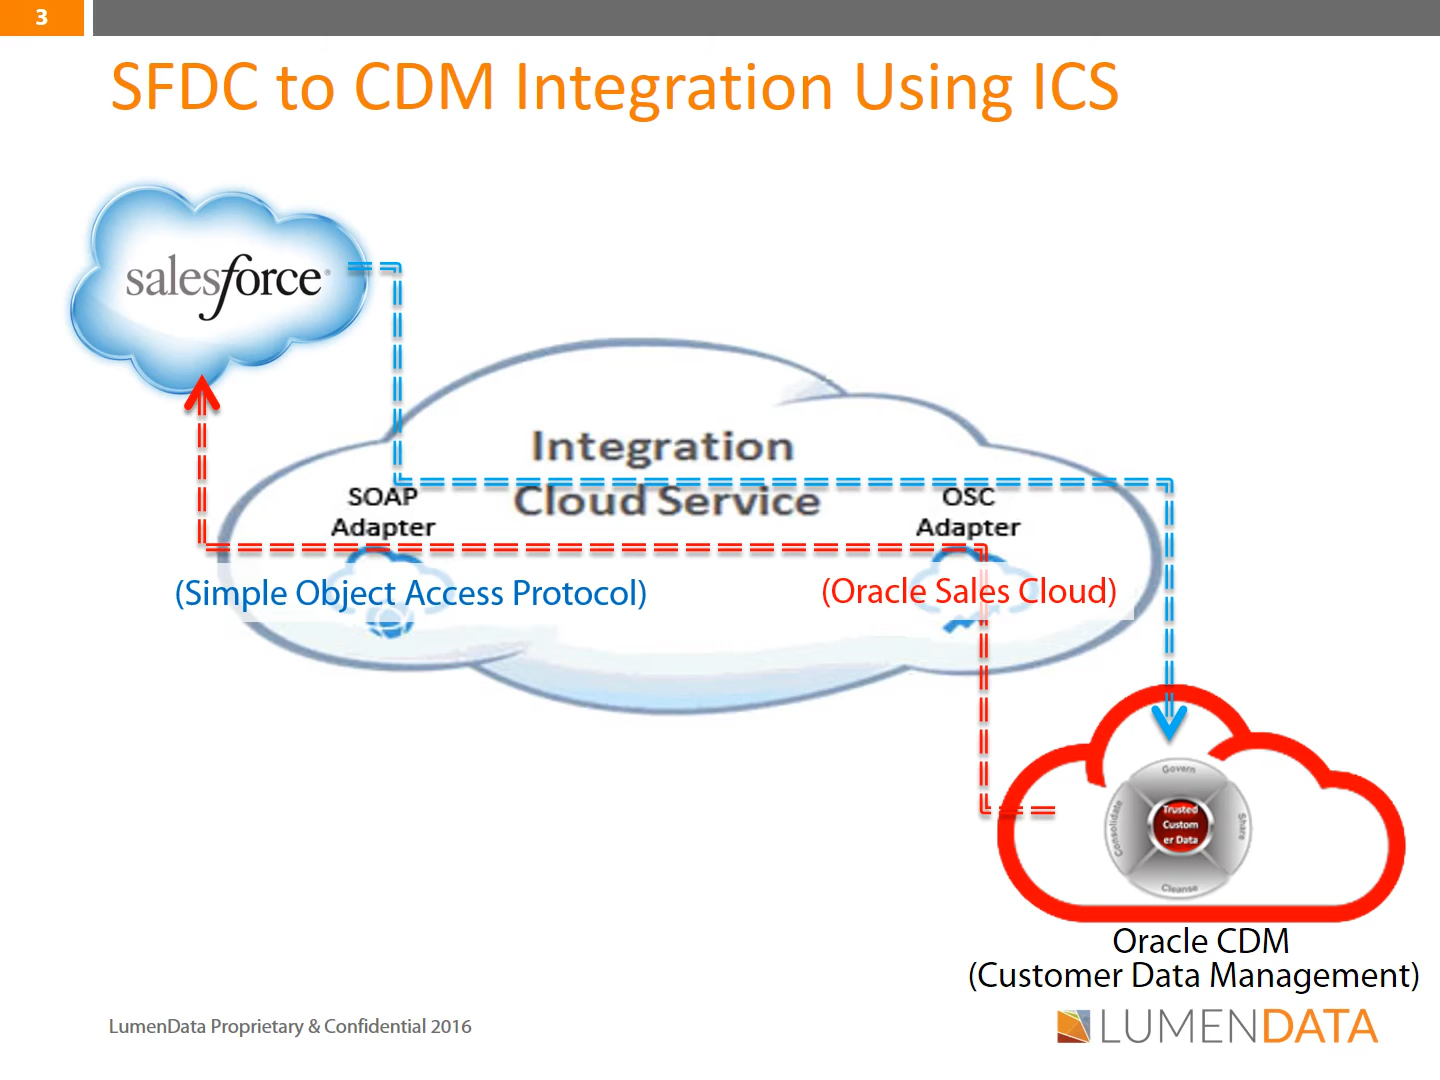 3
SFDC to CDM Integration Using ICS
salesforce®
Integration
Cloud Service
SOAP
Adapter
OSC
Adapter
(Simple Object Access Protocol)
(Oracle Sales Cloud)
Govern
Consolidate
Trusted
Custom
er Data
Share
Cleanse
Oracle CDM
(Customer Data Management)
LumenData Proprietary & Confidential 2016
LUMENDATA